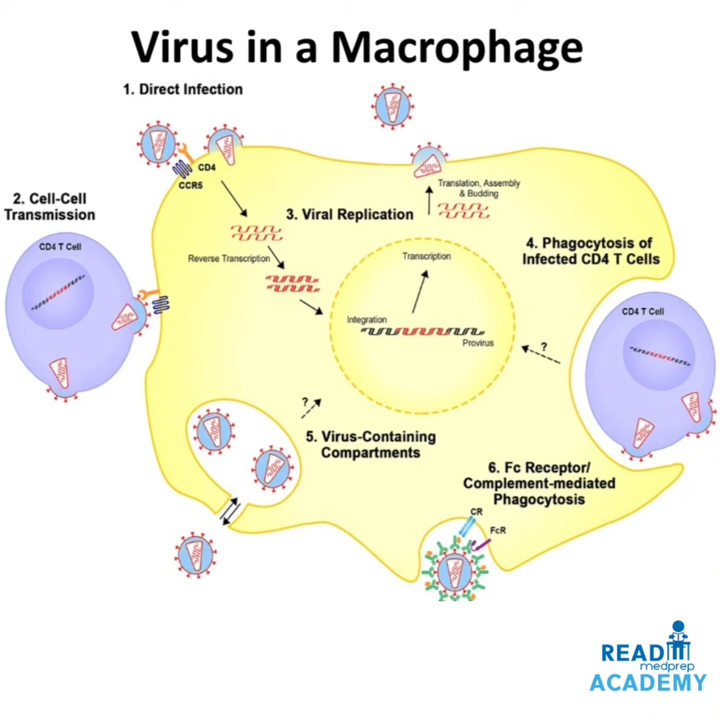 Virus in a Macrophage
1. Direct Infection
CD4
CCR5
2. Cell-Cell
Transmission
CD4 T Cell
3. Viral Replication
Translation, Assembly
& Budding
Reverse Transcription
Transcription
Integration
Provirus
4. Phagocytosis of
Infected CD4 T Cells
CD4 T Cell
?
?
5. Virus-Containing
Compartments
6. Fc Receptor/
Complement-mediated
Phagocytosis
CR
FcR
READ
medprep
ACADEMY